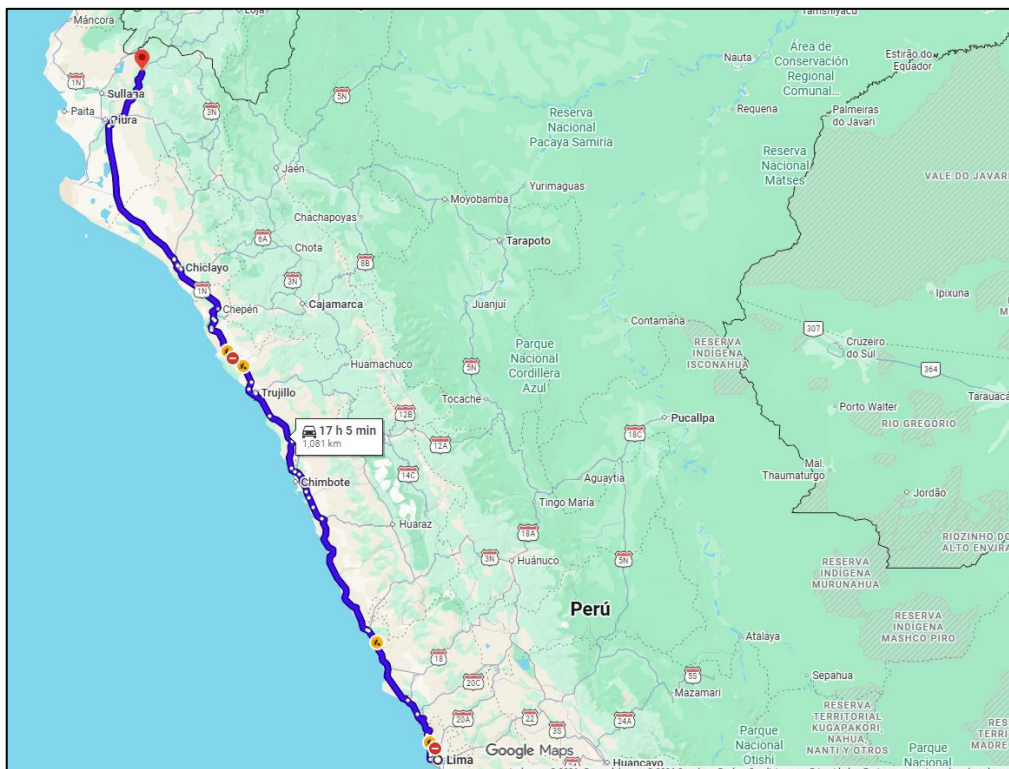 Máncora
Loja
Tamshiyacu
Nauta
Área de
Conservación
Regional
Comunal...
Estirão do
Equador
1N
Sullana
3N
5N
Requena
Palmeiras
do Javari
Paita
Piura
Reserva
Nacional
Pacaya Samiria
Reserva
Nacional
Matses
VALE DO JAVARI
Jaén
Yurimaguas
Moyobamba
Chachapoyas
6A
Chota
8B
Tarapoto
Chiclayo
3N
1N
Cajamarca
Juanjuí
Ipixuna
Chepén
Contamana
307
Cruzeiro
do Sul
RESERVA
INDÍGENA
ISCONAHUA
Parque
Nacional
Cordillera
Azul
Huamachuco
5N
364
Tarauacá
Trujillo
Tocache
12B
Porto Walter
RIO GREGÓRIO
Pucallpa
17 h 5 min
1,081 km
12A
18C
Mal.
Thaumaturgo
14C
Aguaytia
Jordão
Chimbote
Tingo María
RIOZINHO DO
ALTO ENVIRA
Huaraz
18A
3N
Huánuco
5N
RESERVA
INDÍGENA
MURUNAHUA
Perú
RESERVA
INDÍGENA
MASHCO PIRO
Atalaya
18
5S
Sepahua
20C
Mazamari
20A
22
24A
3S
RESERVA
TERRITORIAL
KUGAPAKORI,
NAHUA,
NANTI Y OTROS
Parque
Nacional
Otishi
Parque
Nacional
Lima
Google Maps
Huancayo